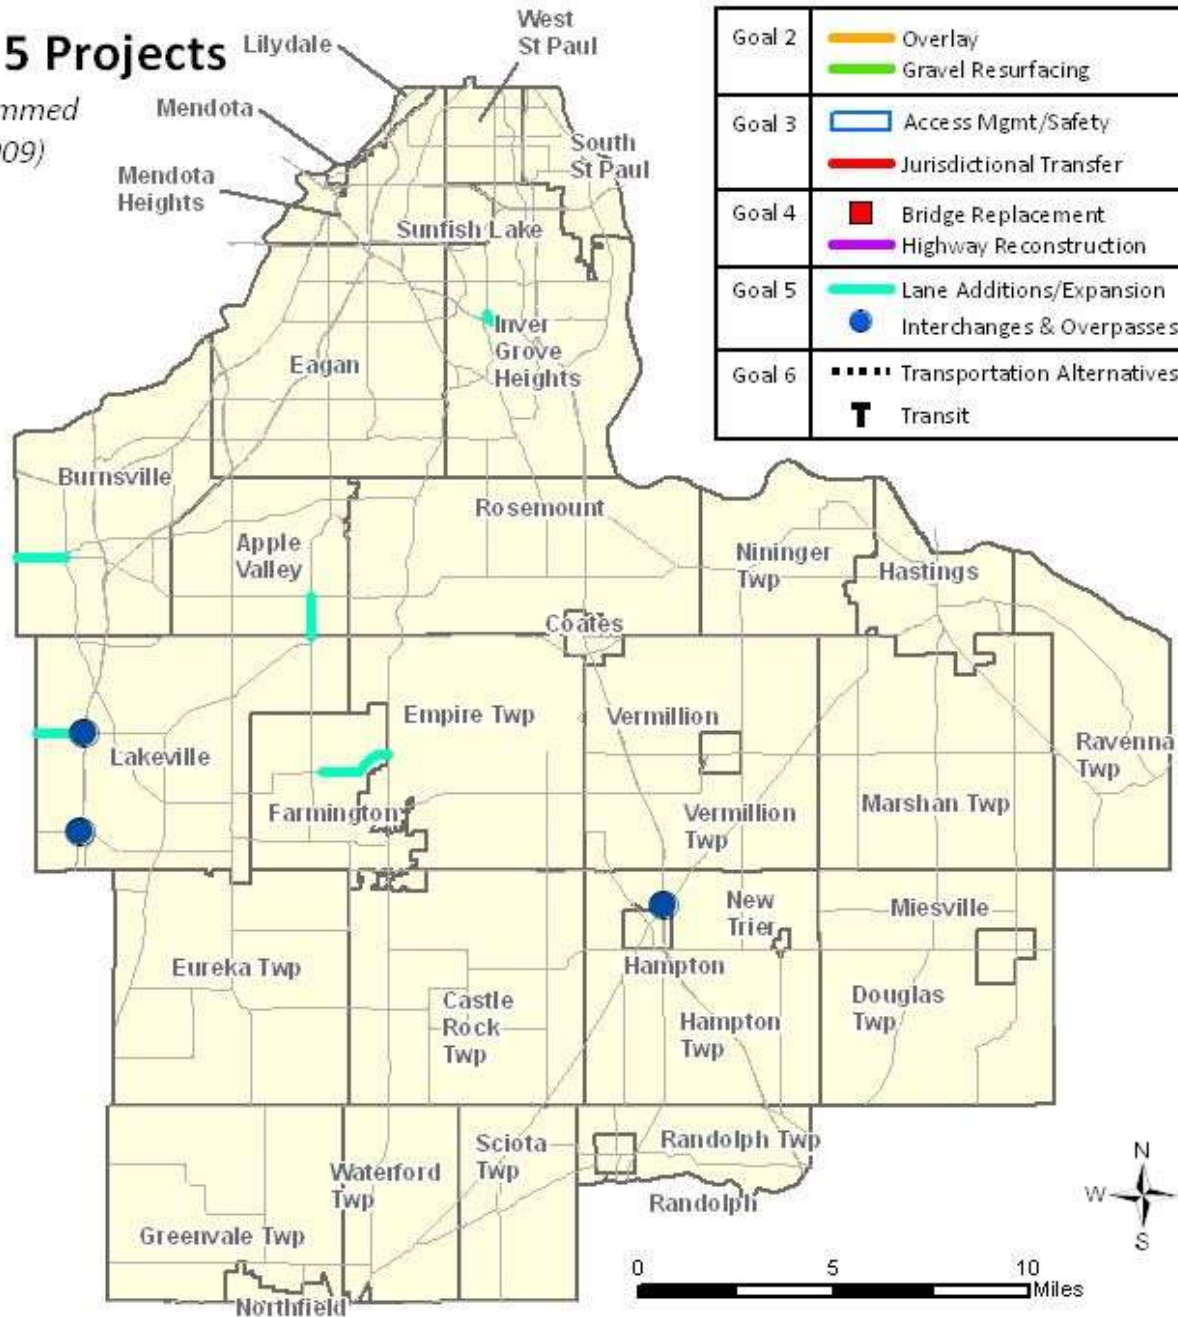 5 Projects
mmed
09)
Lilydale
West
St Paul
Mendota
South
St Paul
Mendota
Heights
Sunfish Lake
Inver
Grove
Heights
Eagan
Burnsville
Rosemount
Apple
Valley
Nininger
Twp
Hastings
Coates
Empire Twp
Vermillion
Ravenna
Twp
Lakeville
Farmington
Vermillion
Twp
Marshan Twp
New
Trier
Miesville
Eureka Twp
Hampton
Castle
Rock
Twp
Hampton
Twp
Douglas
Twp
Sciota
Twp
Randolph Twp
Waterford
Twp
Randolph
Greenvale Twp
Northfield
Goal 2
Overlay
Gravel Resurfacing
Goal 3
Access Mgmt/Safety
Jurisdictional Transfer
Goal 4
Bridge Replacement
Highway Reconstruction
Goal 5
Lane Additions/Expansion
Interchanges & Overpasses
Goal 6
Transportation Alternatives
T Transit
N
W
S
0 5 10
Miles